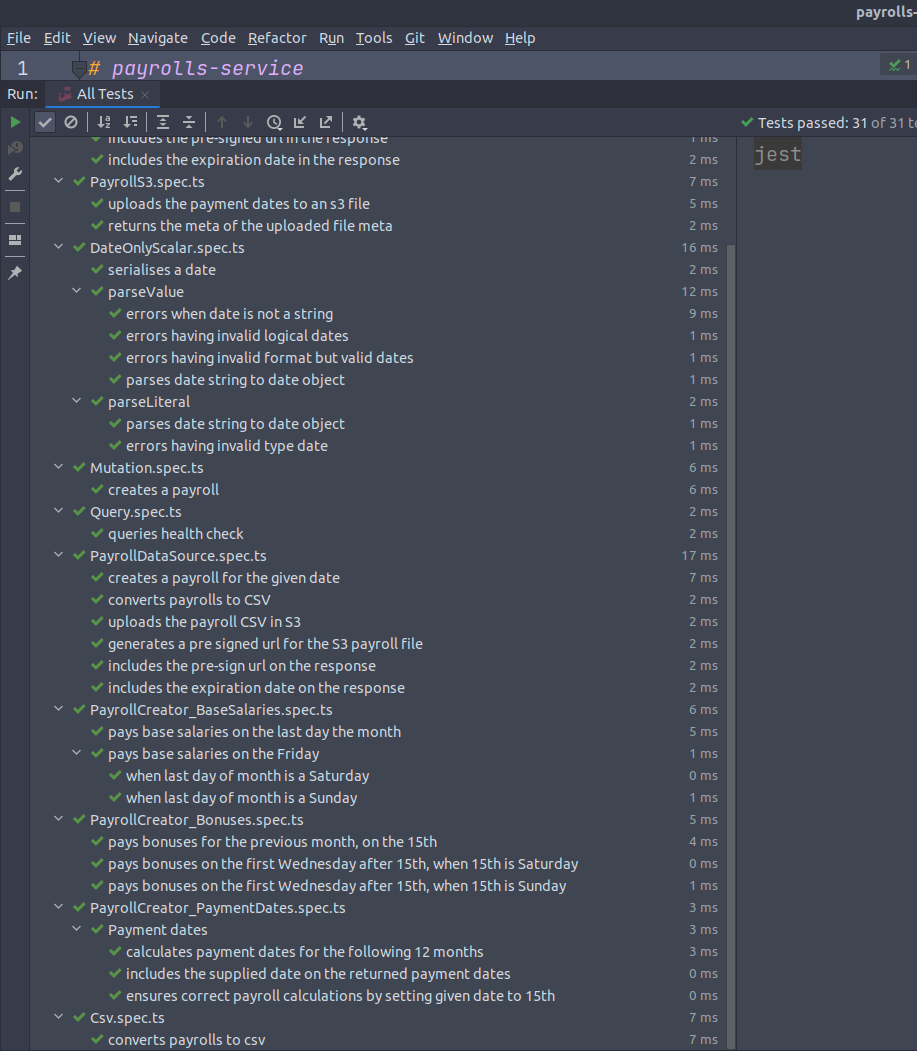 payrolls-
File Edit View Navigate Code Refactor Run Tools Git Window Help
1 # payrolls-service 1
Run: All Tests
Tests passed: 31 of 31 te
includes the pre-signed url in the response 1 ms
jest
includes the expiration date in the response 2 ms
PayrollS3.spec.ts 7 ms
uploads the payment dates to an s3 file 5 ms
returns the meta of the uploaded file meta 2 ms
DateOnlyScalar.spec.ts 16 ms
serialises a date 2 ms
parseValue 12 ms
errors when date is not a string 9 ms
errors having invalid logical dates 1 ms
errors having invalid format but valid dates 1 ms
parses date string to date object 1 ms
parseLiteral 2 ms
parses date string to date object 1 ms
errors having invalid type date 1 ms
Mutation.spec.ts 6 ms
creates a payroll 6 ms
Query.spec.ts 2 ms
queries health check 2 ms
PayrollDataSource.spec.ts 17 ms
creates a payroll for the given date 7 ms
converts payrolls to CSV 2 ms
uploads the payroll CSV in S3 2 ms
generates a pre signed url for the S3 payroll file 2 ms
includes the pre-sign url on the response 2 ms
includes the expiration date on the response 2 ms
PayrollCreator_BaseSalaries.spec.ts 6 ms
pays base salaries on the last day the month 5 ms
pays base salaries on the Friday 1 ms
when last day of month is a Saturday 0 ms
when last day of month is a Sunday 1 ms
PayrollCreator_Bonuses.spec.ts 5 ms
pays bonuses for the previous month, on the 15th 4 ms
pays bonuses on the first Wednesday after 15th, when 15th is Saturday 0 ms
pays bonuses on the first Wednesday after 15th, when 15th is Sunday 1 ms
PayrollCreator_PaymentDates.spec.ts 3 ms
Payment dates 3 ms
calculates payment dates for the following 12 months 3 ms
includes the supplied date on the returned payment dates 0 ms
ensures correct payroll calculations by setting given date to 15th 0 ms
Csv.spec.ts 7 ms
converts payrolls to csv 7 ms